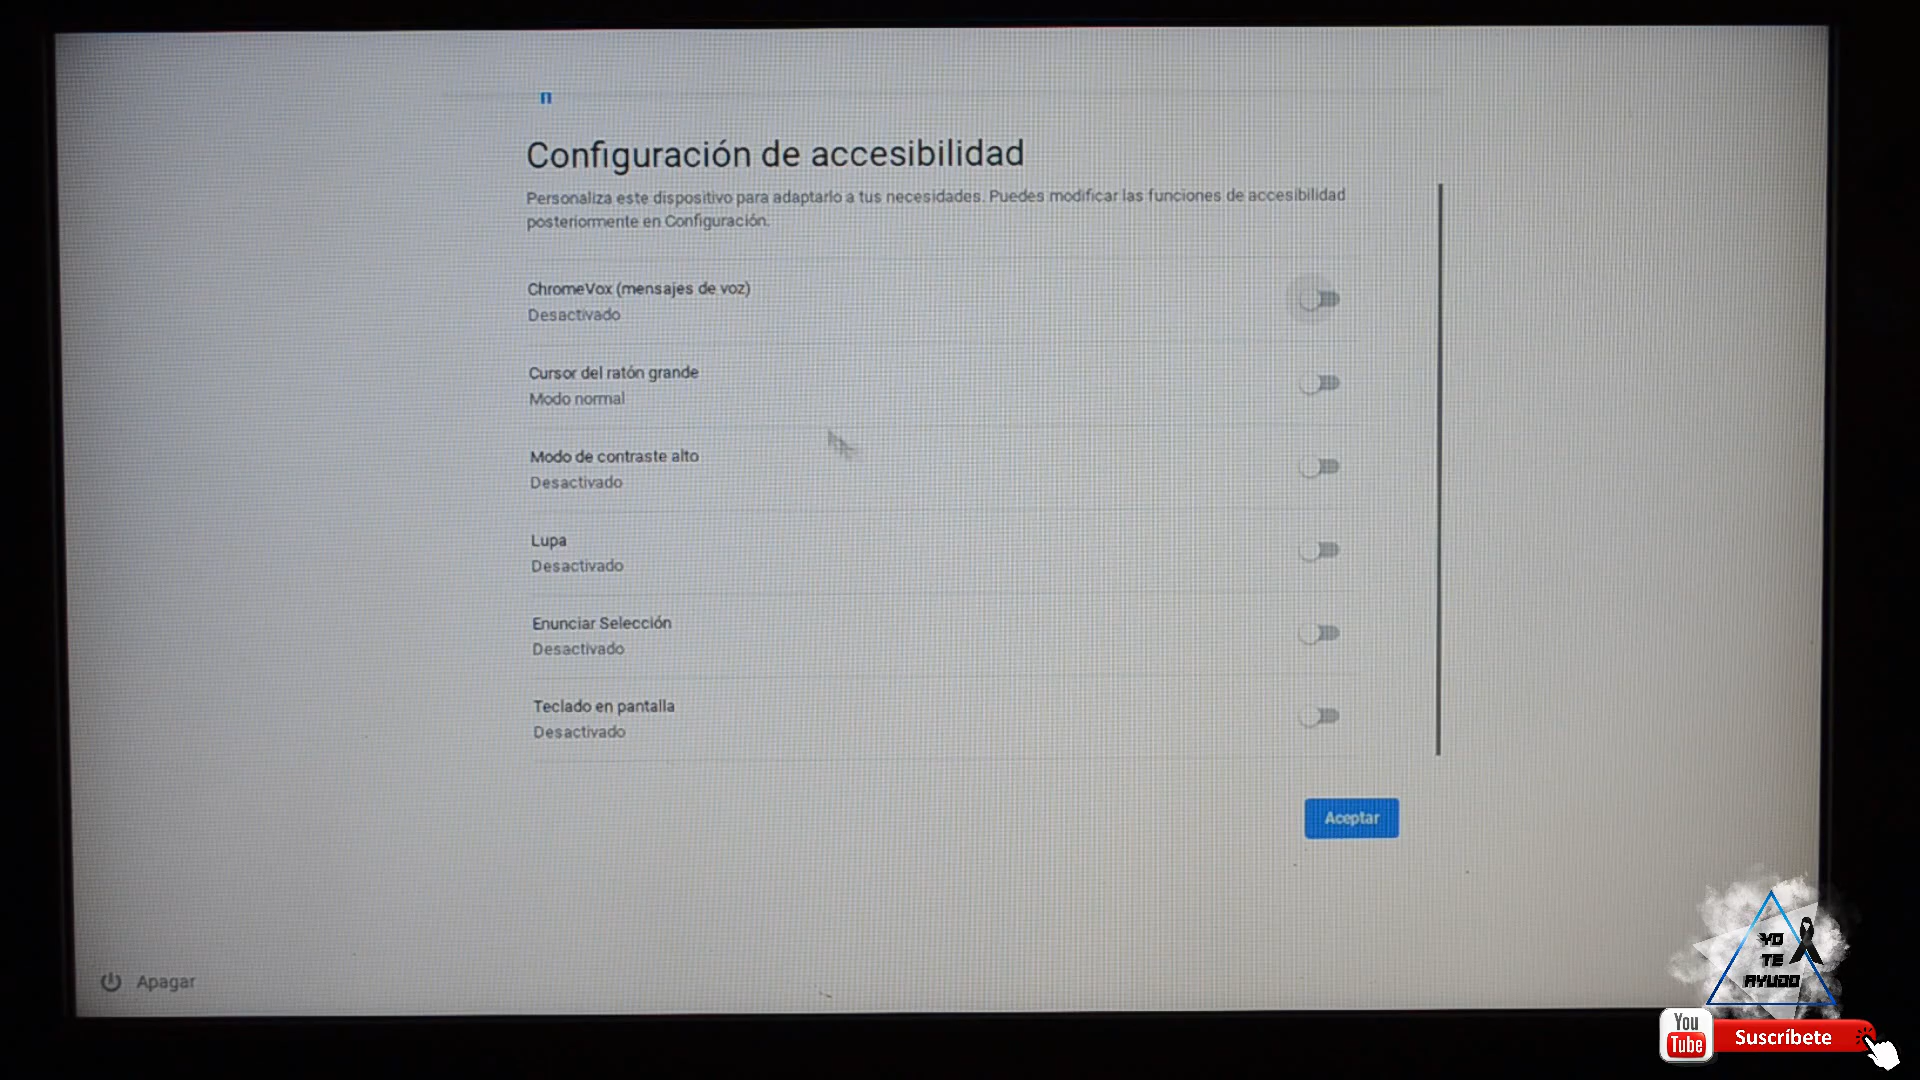 Configuración de accesibilidad
Personaliza este dispositivo para adaptarlo a tus necesidades. Puedes modificar las funciones de accesibilidad
posteriormente en Configuración.
ChromeVox (mensajes de voz)
Desactivado
Cursor del ratón grande
Modo normal
Modo de contraste alto
Desactivado
Lupa
Desactivado
Enunciar Selección
Desactivado
Teclado en pantalla
Desactivado
Aceptar
Apagar
YO
TE
AYUDO
You
Tube
Suscríbete